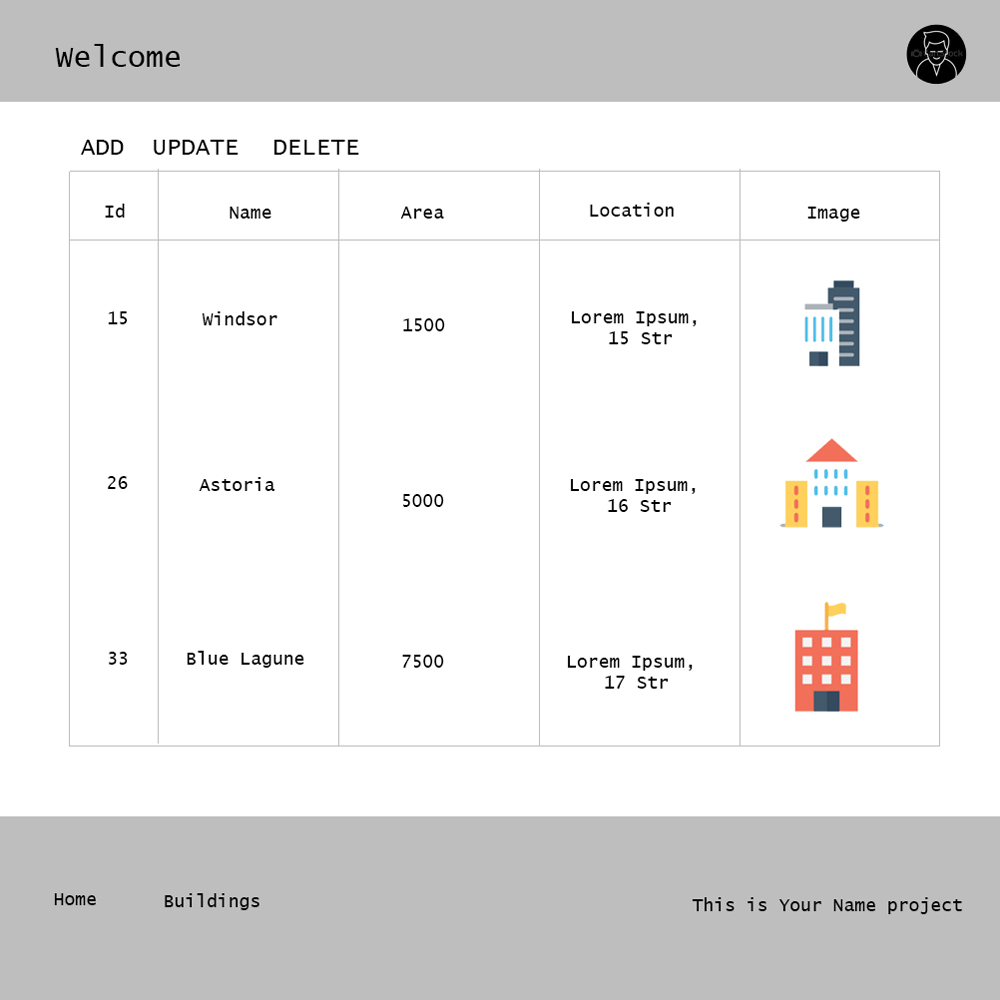 Welcome
ADD UPDATE DELETE
Id Name Area Location Image
15 Windsor 1500 Lorem Ipsum,
15 Str
26 Astoria 5000 Lorem Ipsum,
16 Str
33 Blue Lagune 7500 Lorem Ipsum,
17 Str
Home Buildings This is Your Name project